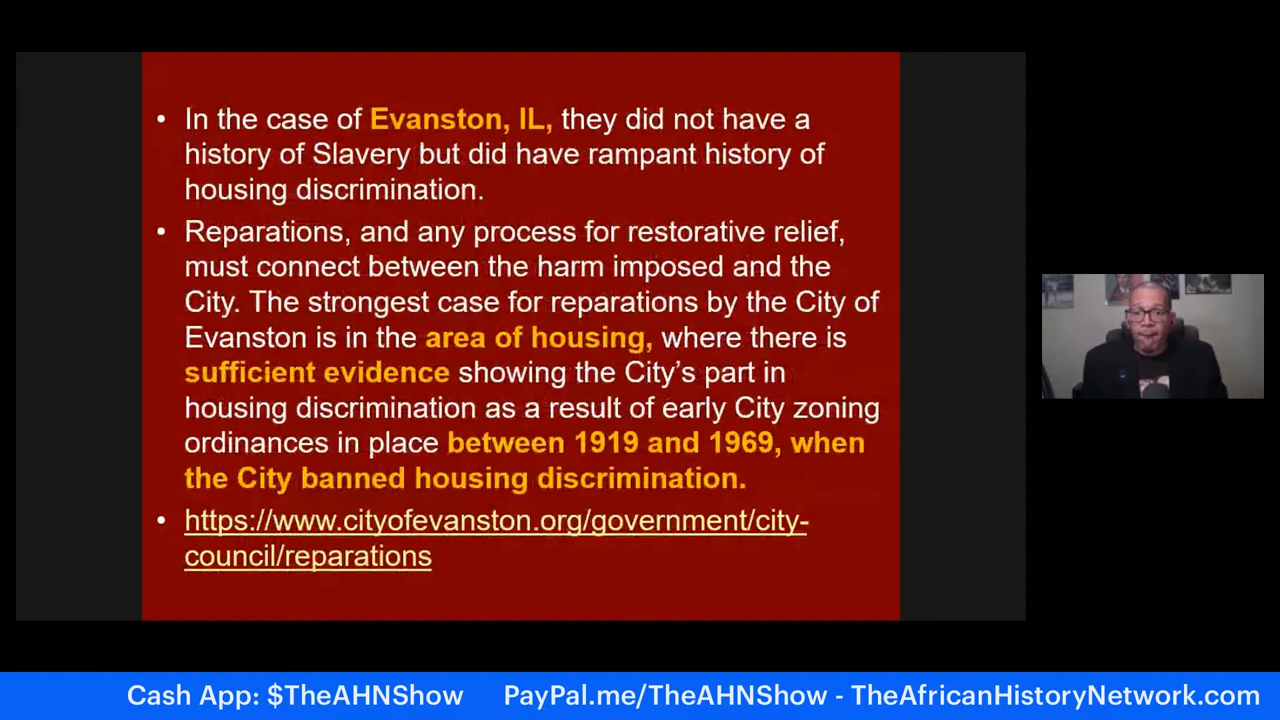 • In the case of Evanston, IL, they did not have a
history of Slavery but did have rampant history of
housing discrimination.
• Reparations, and any process for restorative relief,
must connect between the harm imposed and the
City. The strongest case for reparations by the City of
Evanston is in the area of housing, where there is
sufficient evidence showing the City's part in
housing discrimination as a result of early City zoning
ordinances in place between 1919 and 1969, when
the City banned housing discrimination.
• https://www.cityofevanston.org/government/city-
council/reparations
Cash App: $TheAHNShow PayPal.me/TheAHNShow - TheAfricanHistoryNetwork.com